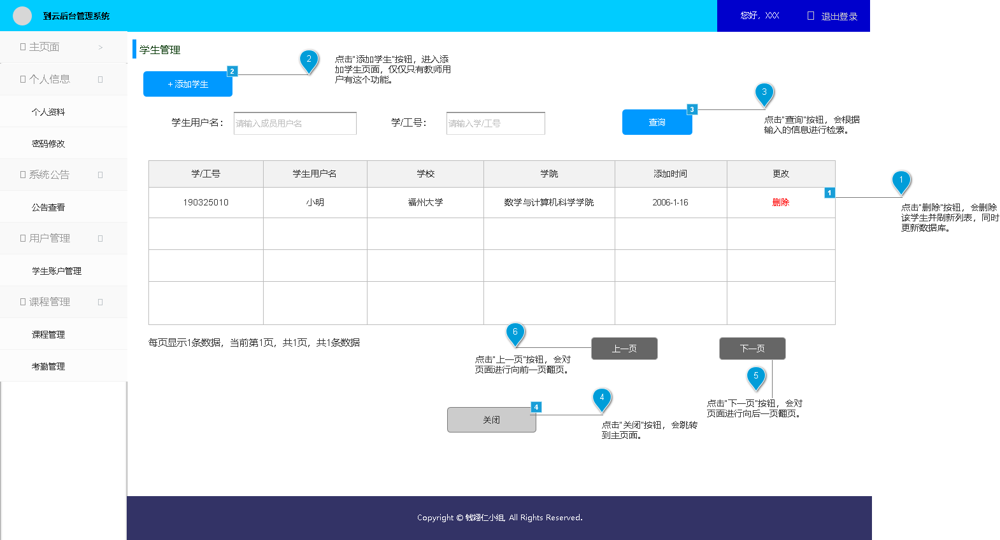 到云后台管理系统
您好，XXX
退出登录
主页面 >
个人信息
个人资料
密码修改
系统公告
公告查看
用户管理
学生账户管理
课程管理
课程管理
考勤管理
学生管理
+ 添加学生
2
2
点击"添加学生"按钮，进入添
加学生页面，仅仅只有教师用
户有这个功能。
学生用户名：
请输入成员用户名
学/工号：
请输入学/工号
查询
3
3
点击"查询"按钮，会根据
输入的信息进行检索。
学/工号 学生用户名 学校 学院 添加时间 更改
190325010 小明 福州大学 数学与计算机科学学院 2006-1-16 删除
1
1
点击"删除"按钮，会删除
该学生并刷新列表，同时
更新数据库。
每页显示1条数据，当前第1页，共1页，共1条数据
6
点击"上一页"按钮，会对
页面进行向前一页翻页。
上一页
下一页
5
点击"下一页"按钮，会对
页面进行向后一页翻页。
关闭
4
4
点击"关闭"按钮，会跳转
到主页面。
Copyright © 钱翊仁小组, All Rights Reserved.